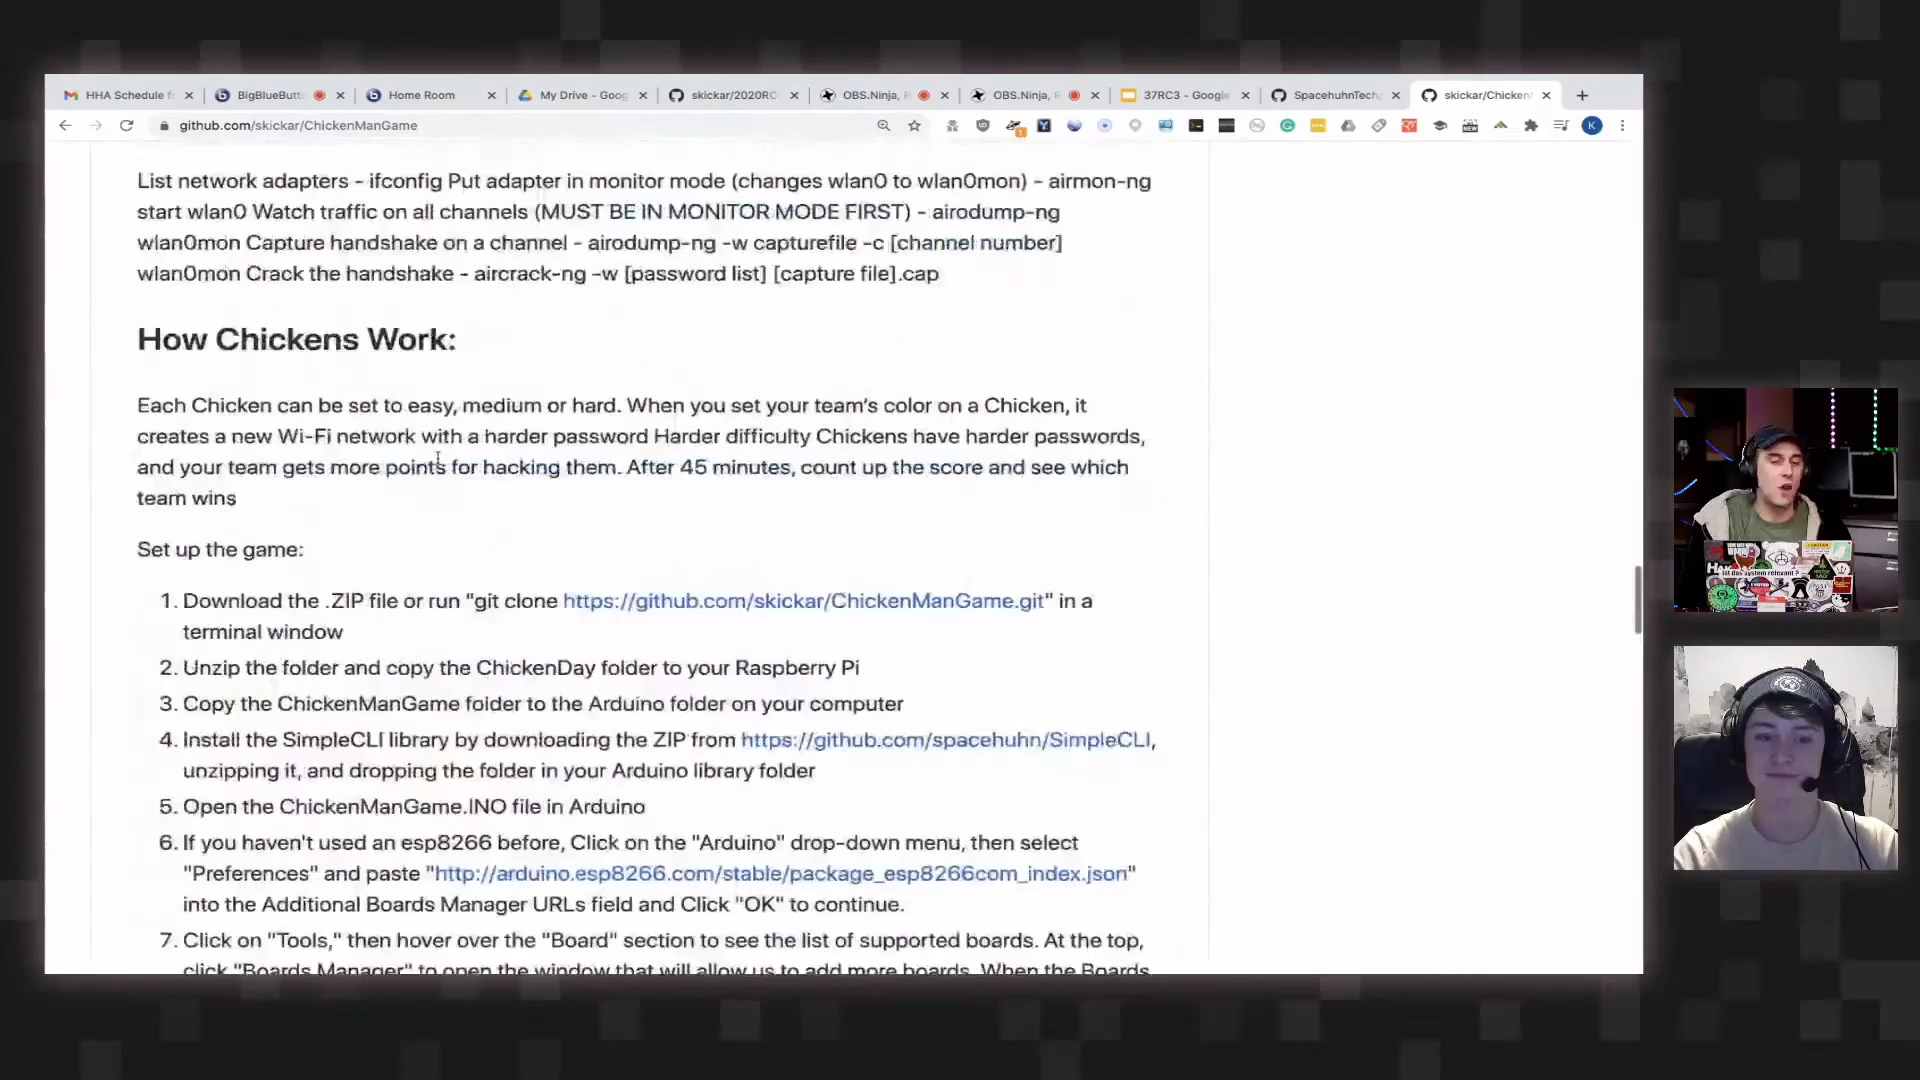 HHA Schedule f
BigBlueButt
Home Room
My Drive - Goog
skickar/2020RC
OBS.Ninja,
OBS.Ninja,
37RC3 - Google
SpacehuhnTech
skickar/Chicken
github.com/skickar/ChickenManGame
List network adapters - ifconfig Put adapter in monitor mode (changes wlan0 to wlan0mon) - airmon-ng
start wlan0 Watch traffic on all channels (MUST BE IN MONITOR MODE FIRST) - airodump-ng
wlan0mon Capture handshake on a channel - airodump-ng -w capturefile -c [channel number]
wlan0mon Crack the handshake - aircrack-ng -w [password list] [capture file].cap
How Chickens Work:
Each Chicken can be set to easy, medium or hard. When you set your team's color on a Chicken, it
creates a new Wi-Fi network with a harder password Harder difficulty Chickens have harder passwords,
and your team gets more points for hacking them. After 45 minutes, count up the score and see which
team wins
Set up the game:
1. Download the .ZIP file or run "git clone https://github.com/skickar/ChickenManGame.git" in a
terminal window
2. Unzip the folder and copy the ChickenDay folder to your Raspberry Pi
3. Copy the ChickenManGame folder to the Arduino folder on your computer
4. Install the SimpleCLI library by downloading the ZIP from https://github.com/spacehuhn/SimpleCLI,
unzipping it, and dropping the folder in your Arduino library folder
5. Open the ChickenManGame.INO file in Arduino
6. If you haven't used an esp8266 before, Click on the "Arduino" drop-down menu, then select
"Preferences" and paste "http://arduino.esp8266.com/stable/package_esp8266com_index.json"
into the Additional Boards Manager URLs field and Click "OK" to continue.
7. Click on "Tools," then hover over the "Board" section to see the list of supported boards. At the top,
click "Boards Manager" to open the window that will allow us to add more boards. When the Boards